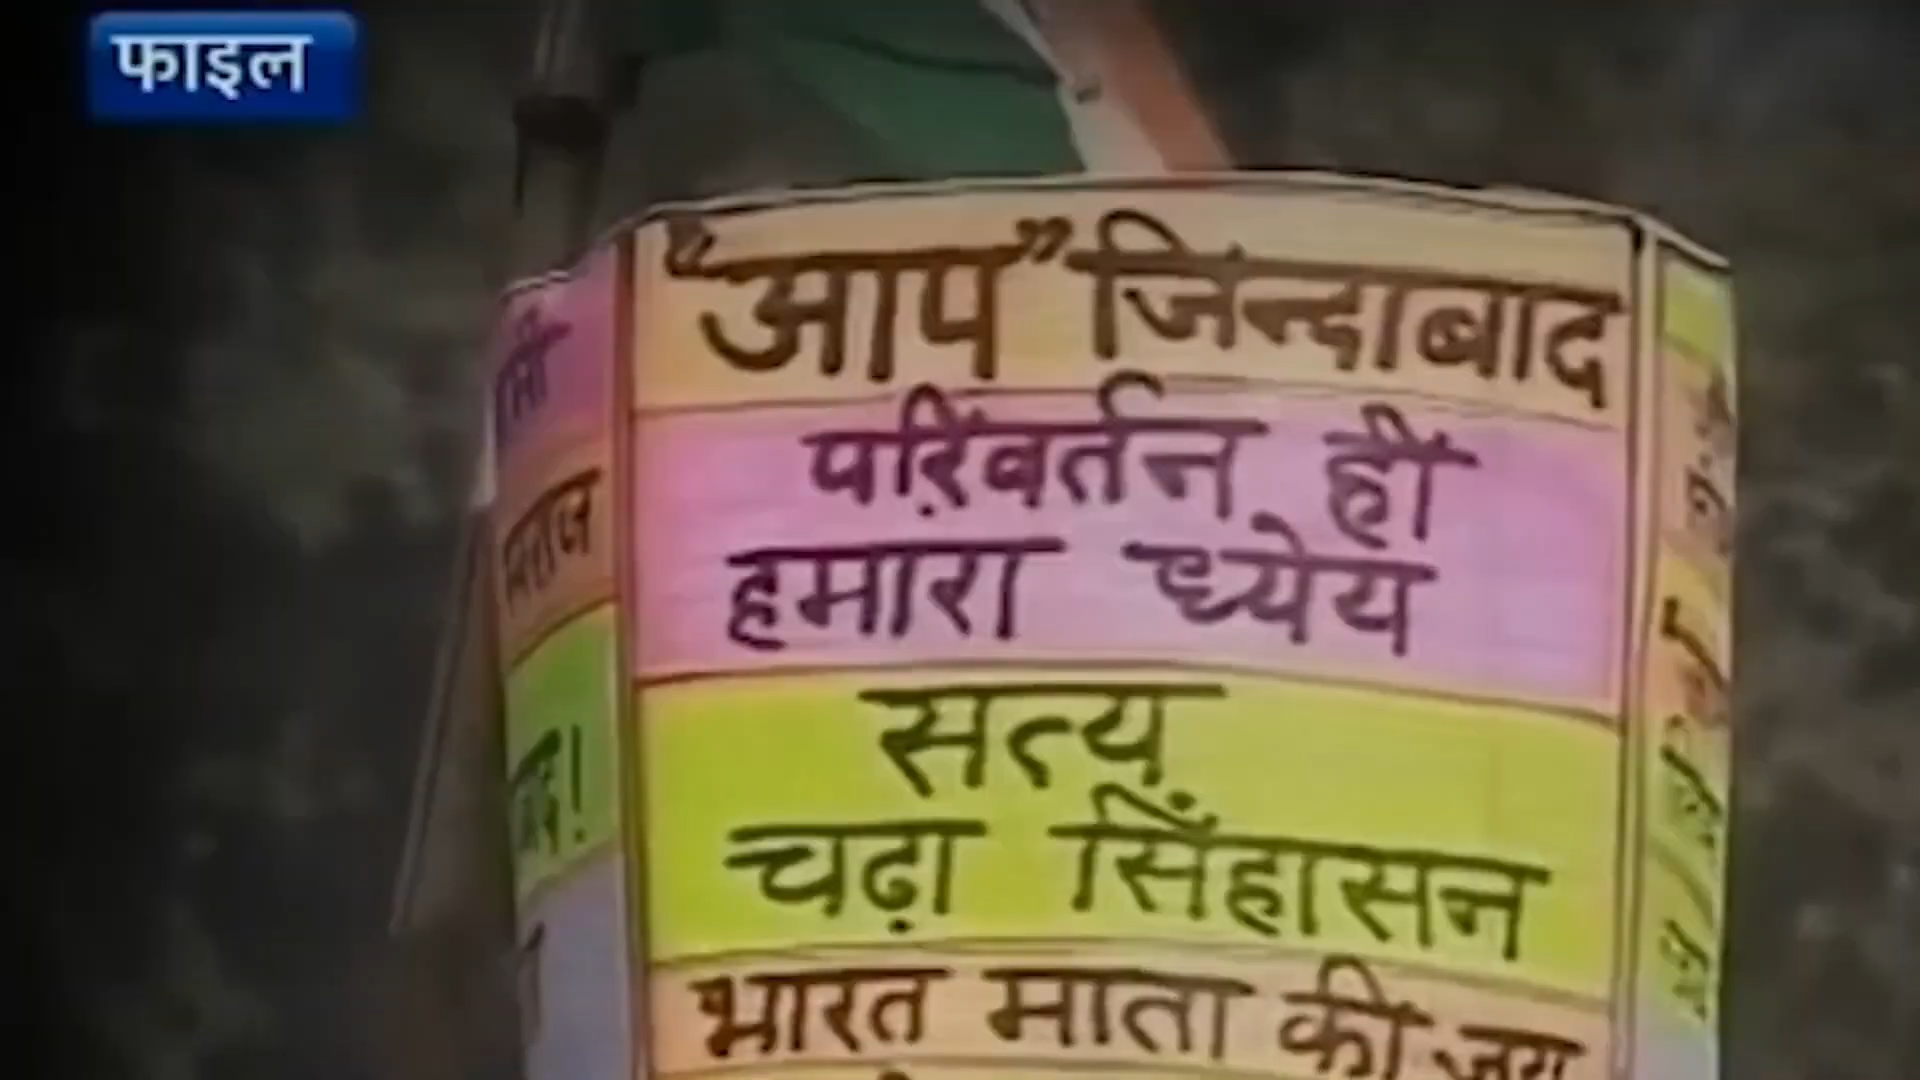 फाइल
"आप" जिन्दाबाद
परिंवर्तन ही
हमारा ध्येय
सत्य
चढ़ा सिंहासन
भारत माता की जय